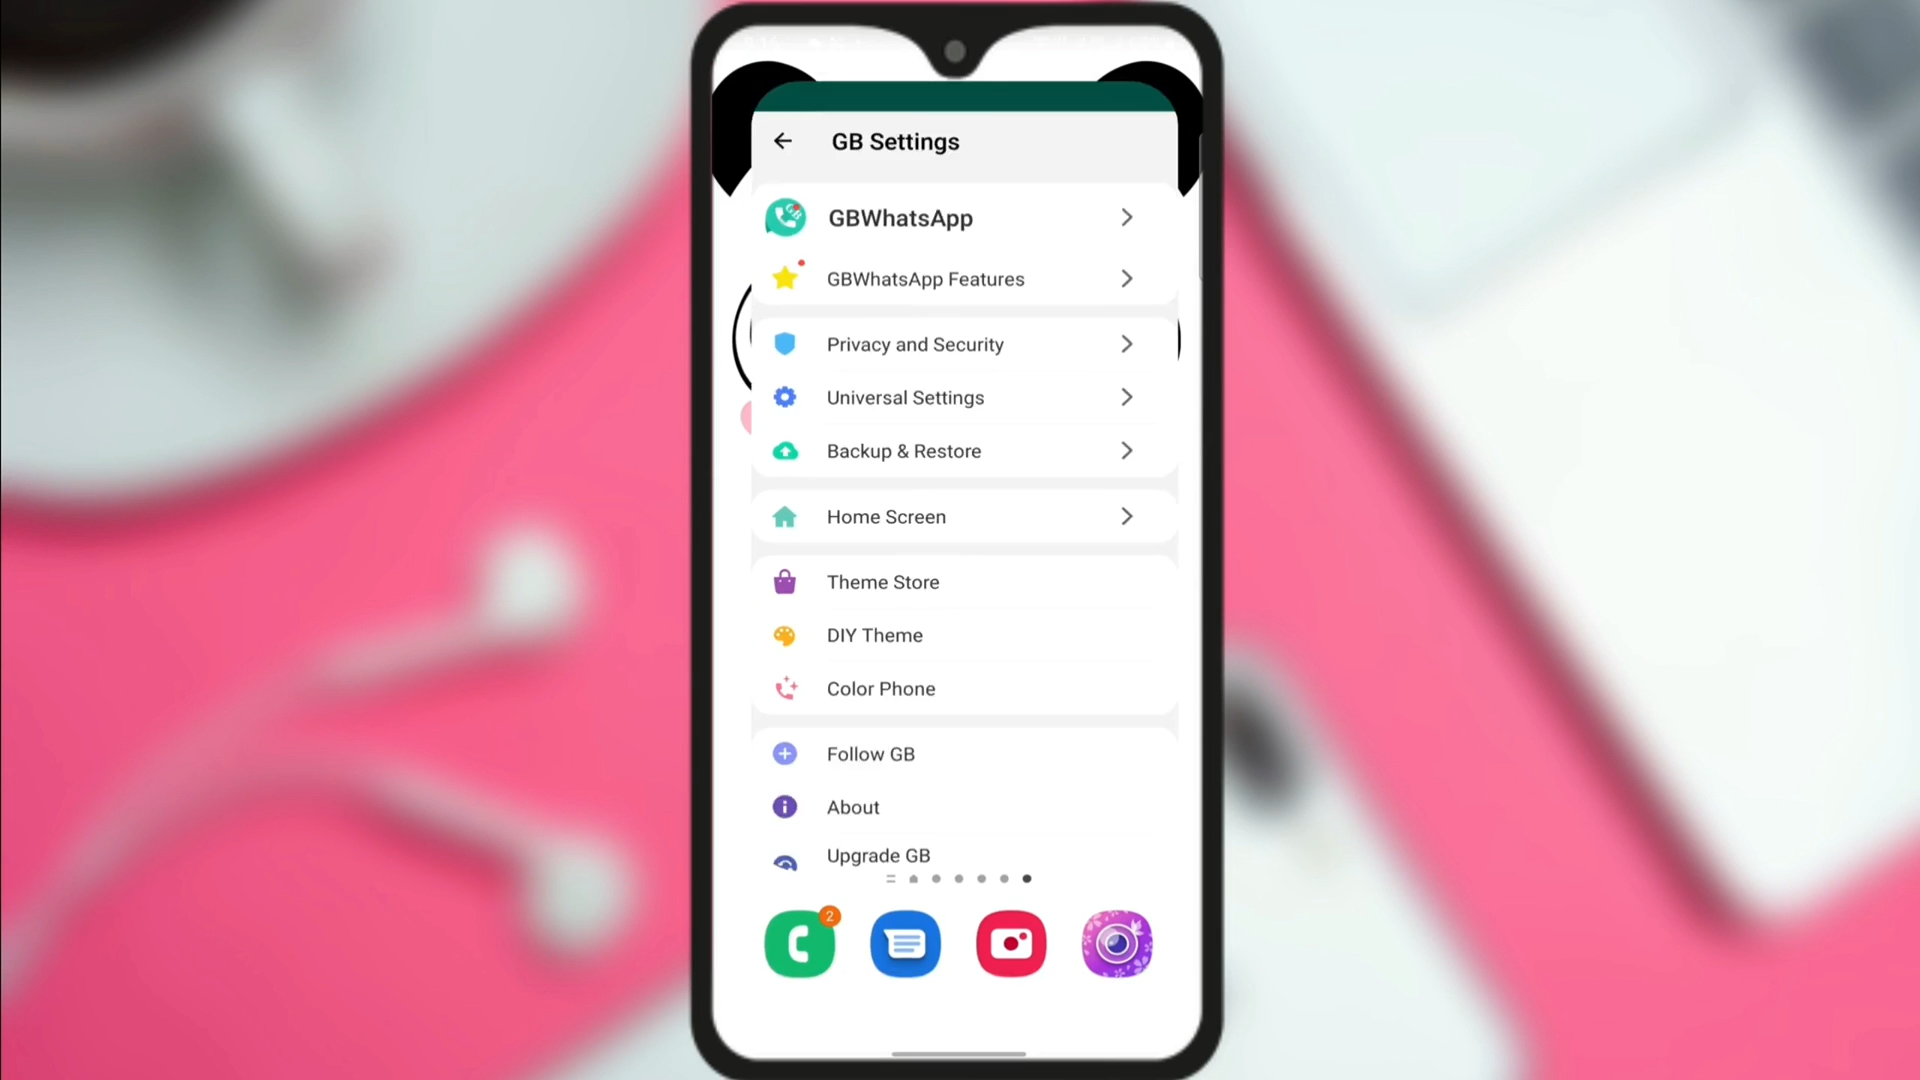 GB Settings
GBWhatsApp
GBWhatsApp Features
Privacy and Security
Universal Settings
Backup & Restore
Home Screen
Theme Store
DIY Theme
Color Phone
Follow GB
About
Upgrade GB
2